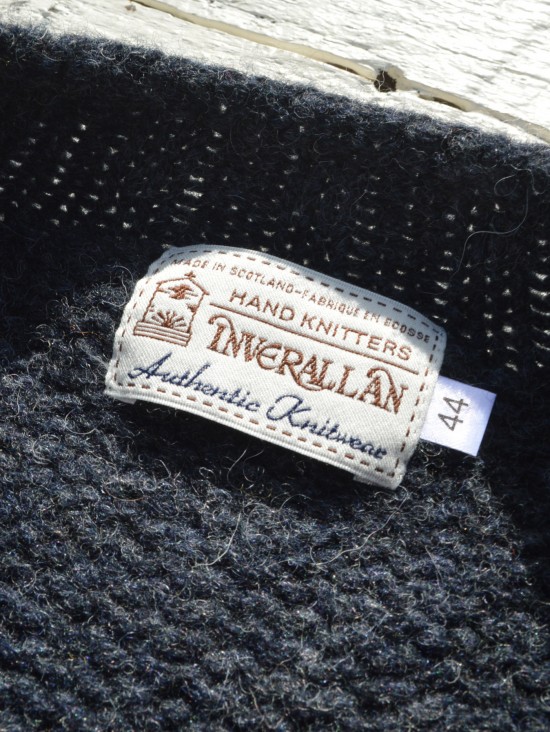 MADE IN SCOTLAND–FABRIQUE EN ECOSSE
HAND KNITTERS
INVERALLAN
Authentic Knitwear
44